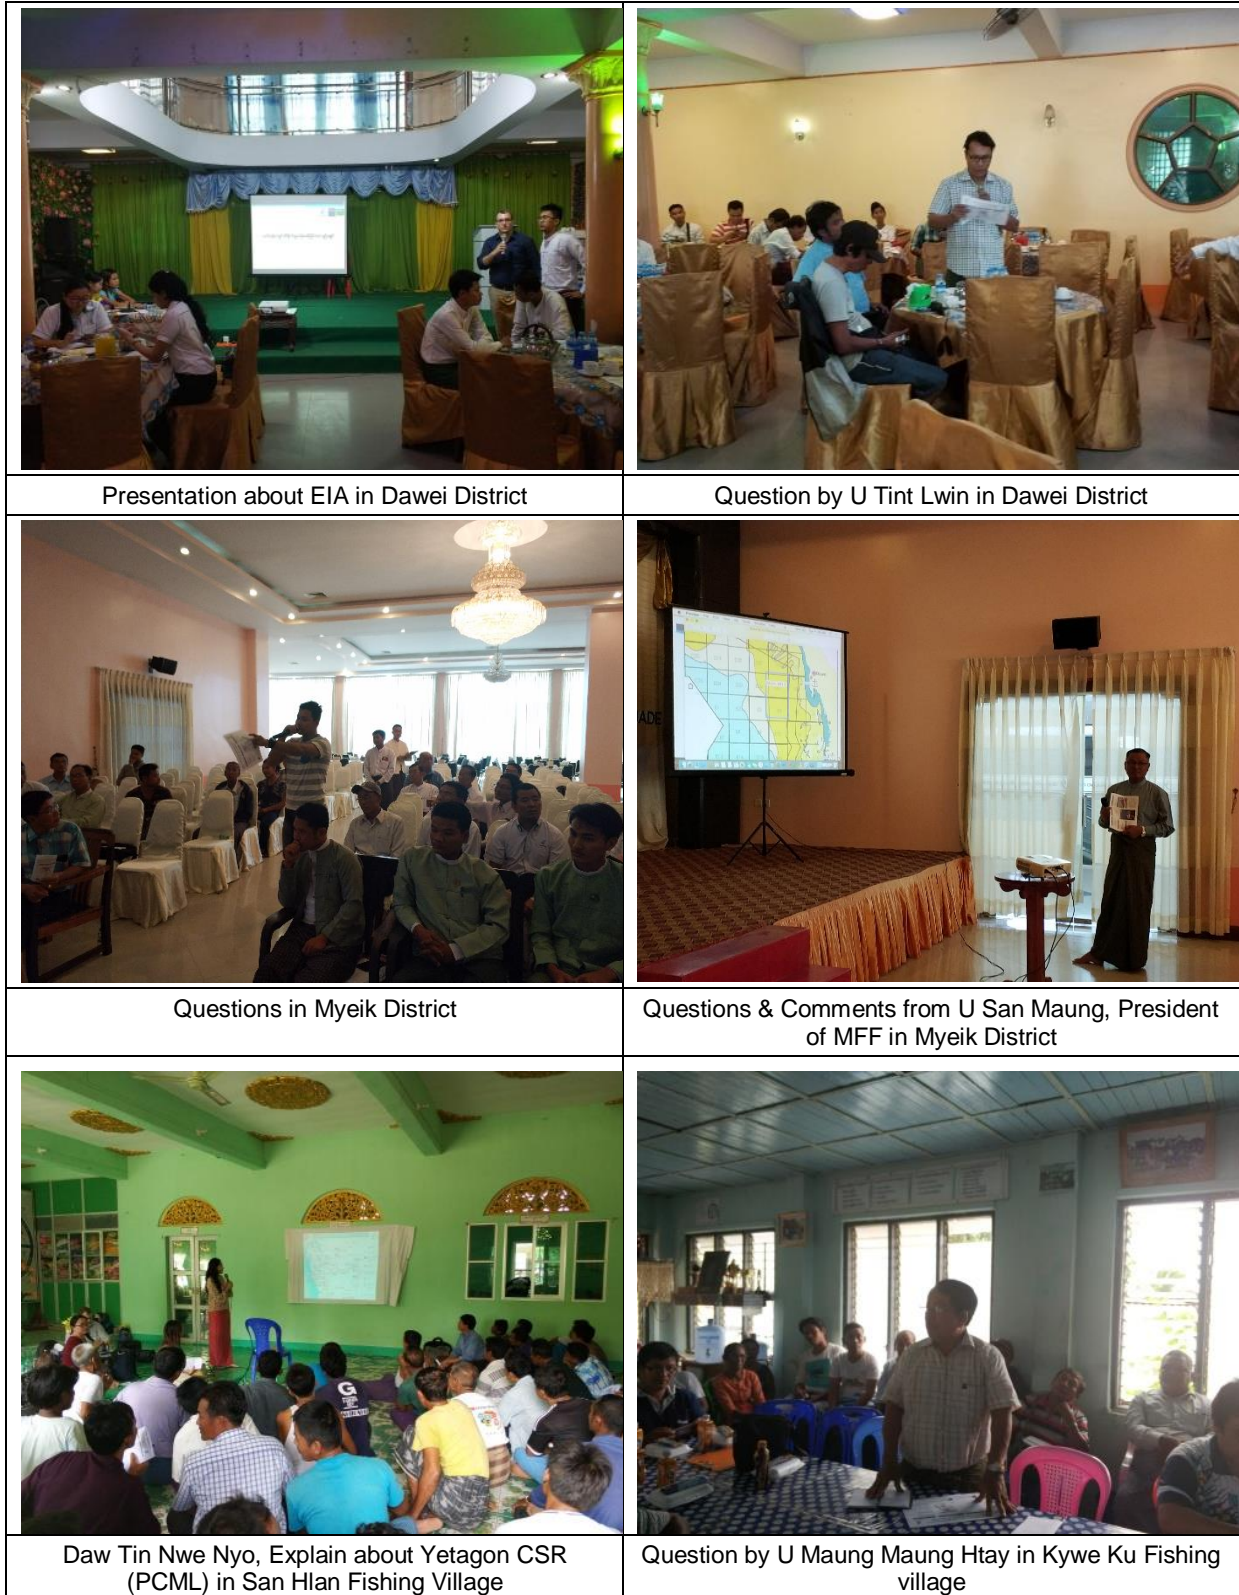 Presentation about EIA in Dawei District
Question by U Tint Lwin in Dawei District
ADE
Questions in Myeik District
Questions & Comments from U San Maung, President
of MFF in Myeik District
G
Daw Tin Nwe Nyo, Explain about Yetagon CSR
(PCML) in San Hlan Fishing Village
Question by U Maung Maung Htay in Kywe Ku Fishing
village